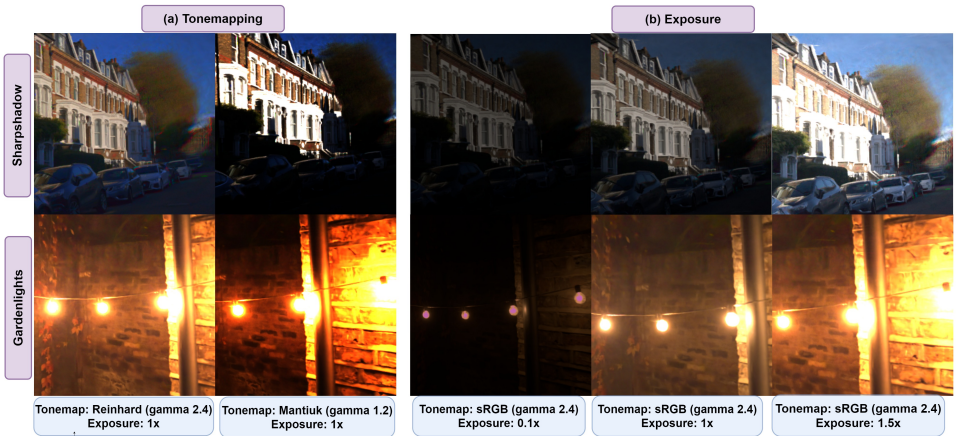 (a) Tonemapping
(b) Exposure
Sharpshadow
Gardenlights
Tonemap: Reinhard (gamma 2.4)
Exposure: 1x
Tonemap: Mantiuk (gamma 1.2)
Exposure: 1x
Tonemap: sRGB (gamma 2.4)
Exposure: 0.1x
Tonemap: sRGB (gamma 2.4)
Exposure: 1x
Tonemap: sRGB (gamma 2.4)
Exposure: 1.5x